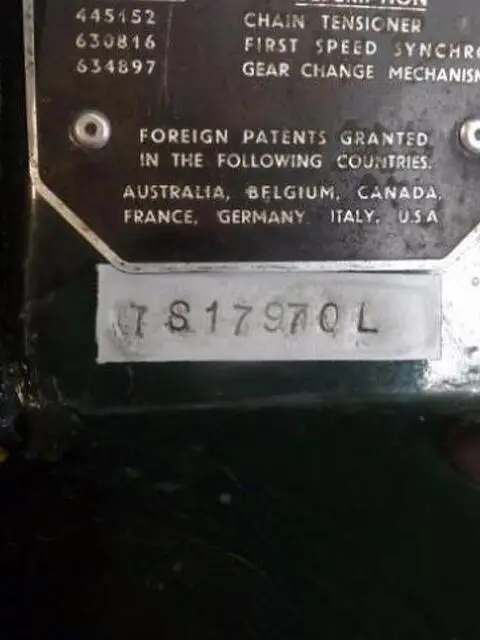 445152 CHAIN TENSIONER
630816 FIRST SPEED SYNCHRO
634897 GEAR CHANGE MECHANISM
FOREIGN PATENTS GRANTED
IN THE FOLLOWING COUNTRIES.
AUSTRALIA, BELGIUM, CANADA,
FRANCE, GERMANY. ITALY, U.S.A
7S17970L